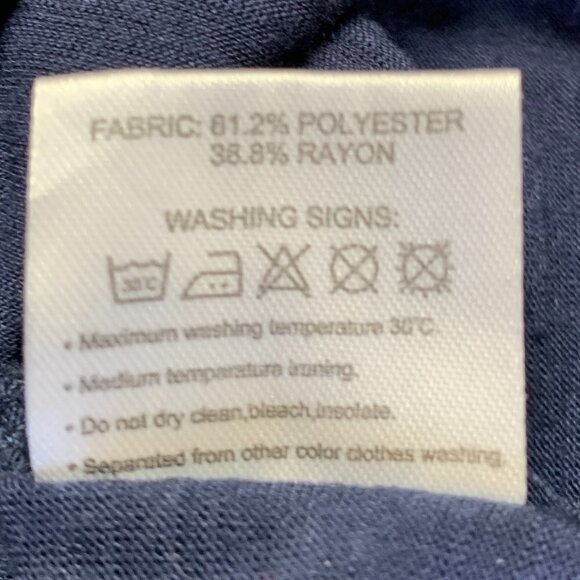 FABRIC: 61.2% POLYESTER
38.8% RAYON
WASHING SIGNS:
30°C
• Maximum washing temperature 30°C.
• Medium temperature ironing.
• Do not dry clean,bleach,insolate.
• Separated from other color clothes washing.